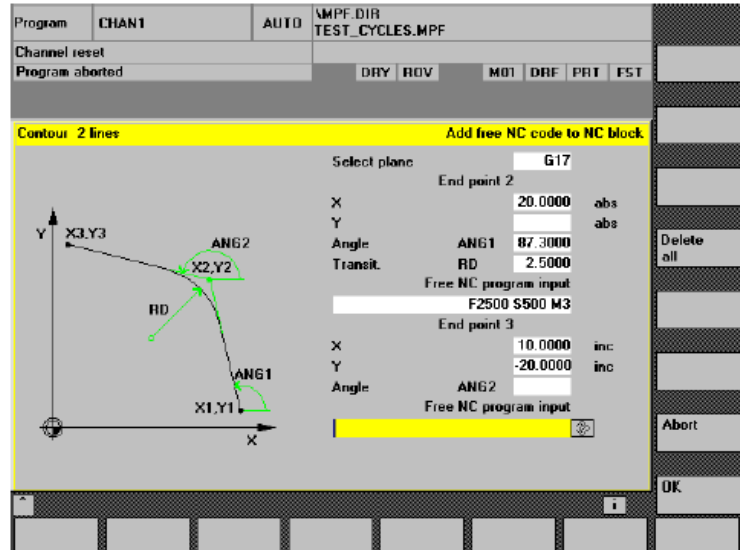 Program CHAN1 AUTO \MPF.DIR
TEST_CYCLES.MPF
Channel reset
Program aborted DRY ROV M01 DRF PRT FST
Contour 2 lines Add free NC code to NC block
Select plane G17
End point 2
X 20.0000 abs
Y abs
Angle ANG1 87.3000
Transit. RD 2.5000
Free NC program input
F2500 S500 M3
End point 3
X 10.0000 inc
Y -20.0000 inc
Angle ANG2
Free NC program input
Y X3,Y3
ANG2
X2,Y2
RD
ANG1
X1,Y1
X
Delete
all
Abort
OK
^ i